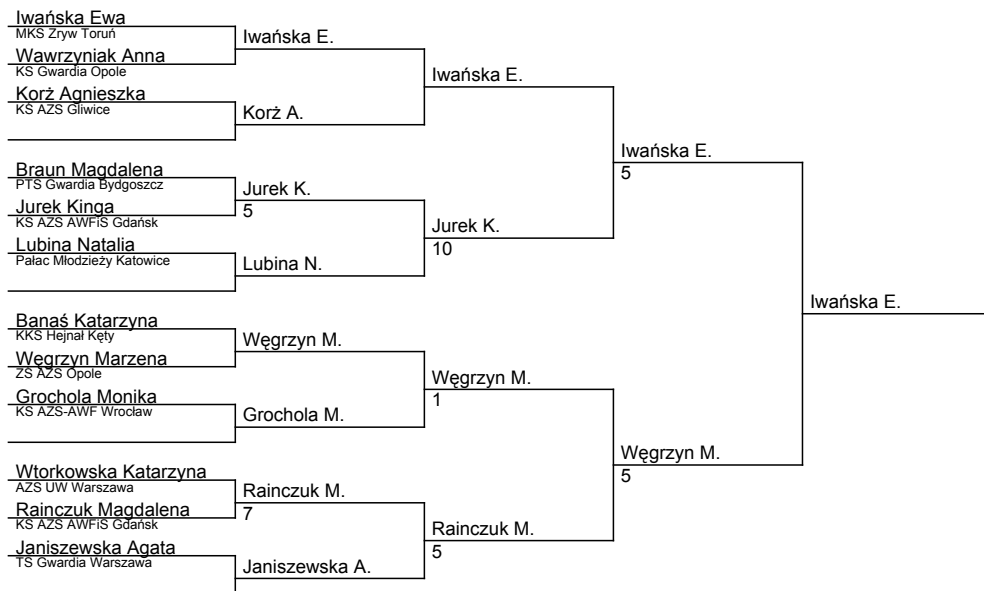 Iwańska Ewa
MKS Zryw Toruń
Wawrzyniak Anna
KS Gwardia Opole
Korż Agnieszka
KŚ AZS Gliwice
Braun Magdalena
PTS Gwardia Bydgoszcz
Jurek Kinga
KS AZS AWFiS Gdańsk
Lubina Natalia
Pałac Młodzieży Katowice
Banaś Katarzyna
KKS Hejnał Kęty
Węgrzyn Marzena
ZS AZS Opole
Grochola Monika
KS AZS-AWF Wrocław
Wtorkowska Katarzyna
AZS UW Warszawa
Rainczuk Magdalena
KS AZS AWFiS Gdańsk
Janiszewska Agata
TS Gwardia Warszawa
Iwańska E.
Korż A.
Jurek K.
5
Lubina N.
Węgrzyn M.
Grochola M.
Rainczuk M.
7
Janiszewska A.
Iwańska E.
Jurek K.
10
Węgrzyn M.
1
Rainczuk M.
5
Iwańska E.
5
Węgrzyn M.
5
Iwańska E.